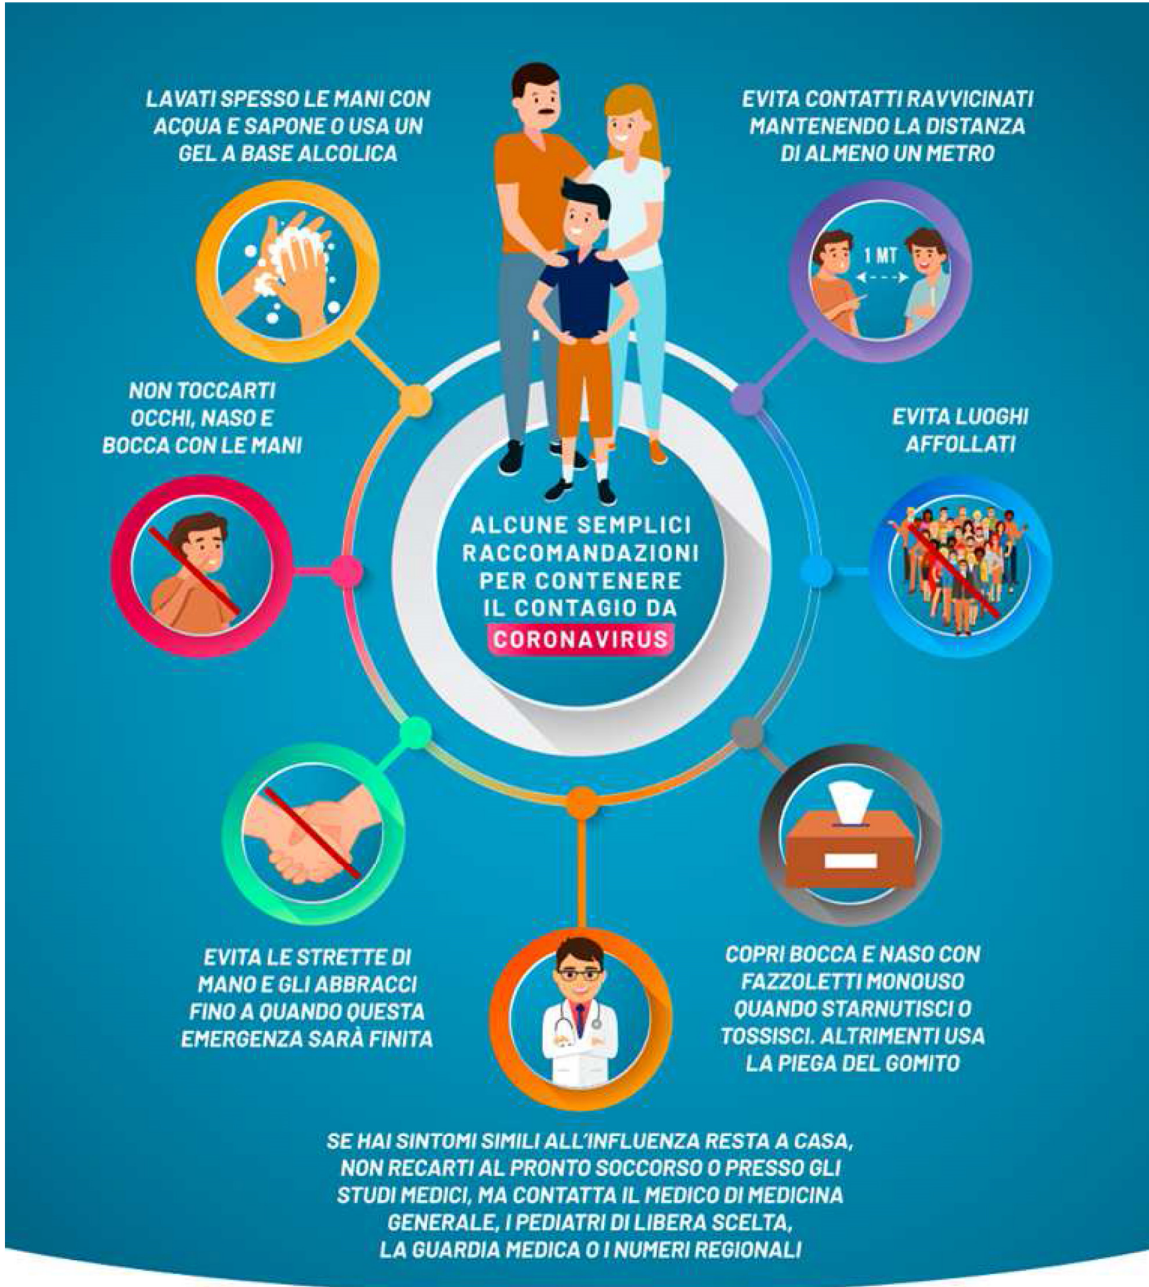 LAVATI SPESSO LE MANI CON
ACQUA E SAPONE O USA UN
GEL A BASE ALCOLICA
EVITA CONTATTI RAVVICINATI
MANTENENDO LA DISTANZA
DI ALMENO UN METRO
1 MT
NON TOCCARTI
OCCHI, NASO E
BOCCA CON LE MANI
EVITA LUOGHI
AFFOLLATI
ALCUNE SEMPLICI
RACCOMANDAZIONI
PER CONTENERE
IL CONTAGIO DA
CORONAVIRUS
EVITA LE STRETTE DI
MANO E GLI ABBRACCI
FINO A QUANDO QUESTA
EMERGENZA SARÀ FINITA
COPRI BOCCA E NASO CON
FAZZOLETTI MONOUSO
QUANDO STARNUTISCI O
TOSSISCI. ALTRIMENTI USA
LA PIEGA DEL GOMITO
SE HAI SINTOMI SIMILI ALL'INFLUENZA RESTA A CASA,
NON RECARTI AL PRONTO SOCCORSO O PRESSO GLI
STUDI MEDICI, MA CONTATTA IL MEDICO DI MEDICINA
GENERALE, I PEDIATRI DI LIBERA SCELTA,
LA GUARDIA MEDICA O I NUMERI REGIONALI